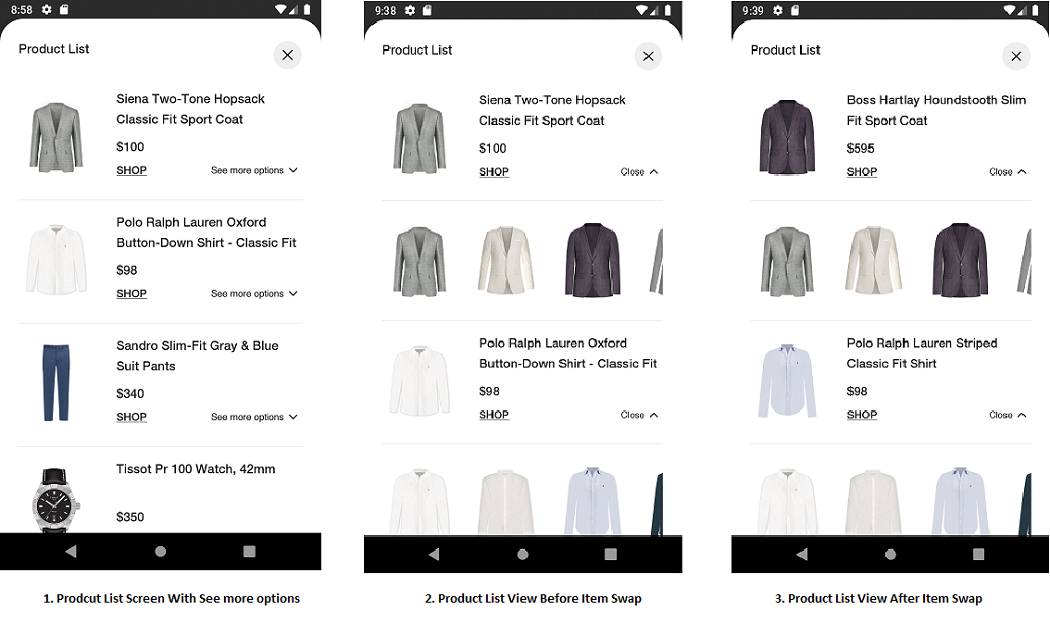 8:58
Product List
Siena Two-Tone Hopsack
Classic Fit Sport Coat
$100
SHOP
See more options
Polo Ralph Lauren Oxford
Button-Down Shirt - Classic Fit
$98
SHOP
See more options
Sandro Slim-Fit Gray & Blue
Suit Pants
$340
SHOP
See more options
Tissot Pr 100 Watch, 42mm
$350
1. Prodcut List Screen With See more options
9:38
Product List
Siena Two-Tone Hopsack
Classic Fit Sport Coat
$100
SHOP
Close
Polo Ralph Lauren Oxford
Button-Down Shirt - Classic Fit
$98
SHOP
Close
2. Product List View Before Item Swap
9:39
Product List
Boss Hartlay Houndstooth Slim
Fit Sport Coat
$595
SHOP
Close
Polo Ralph Lauren Striped
Classic Fit Shirt
$98
SHOP
Close
3. Product List View After Item Swap